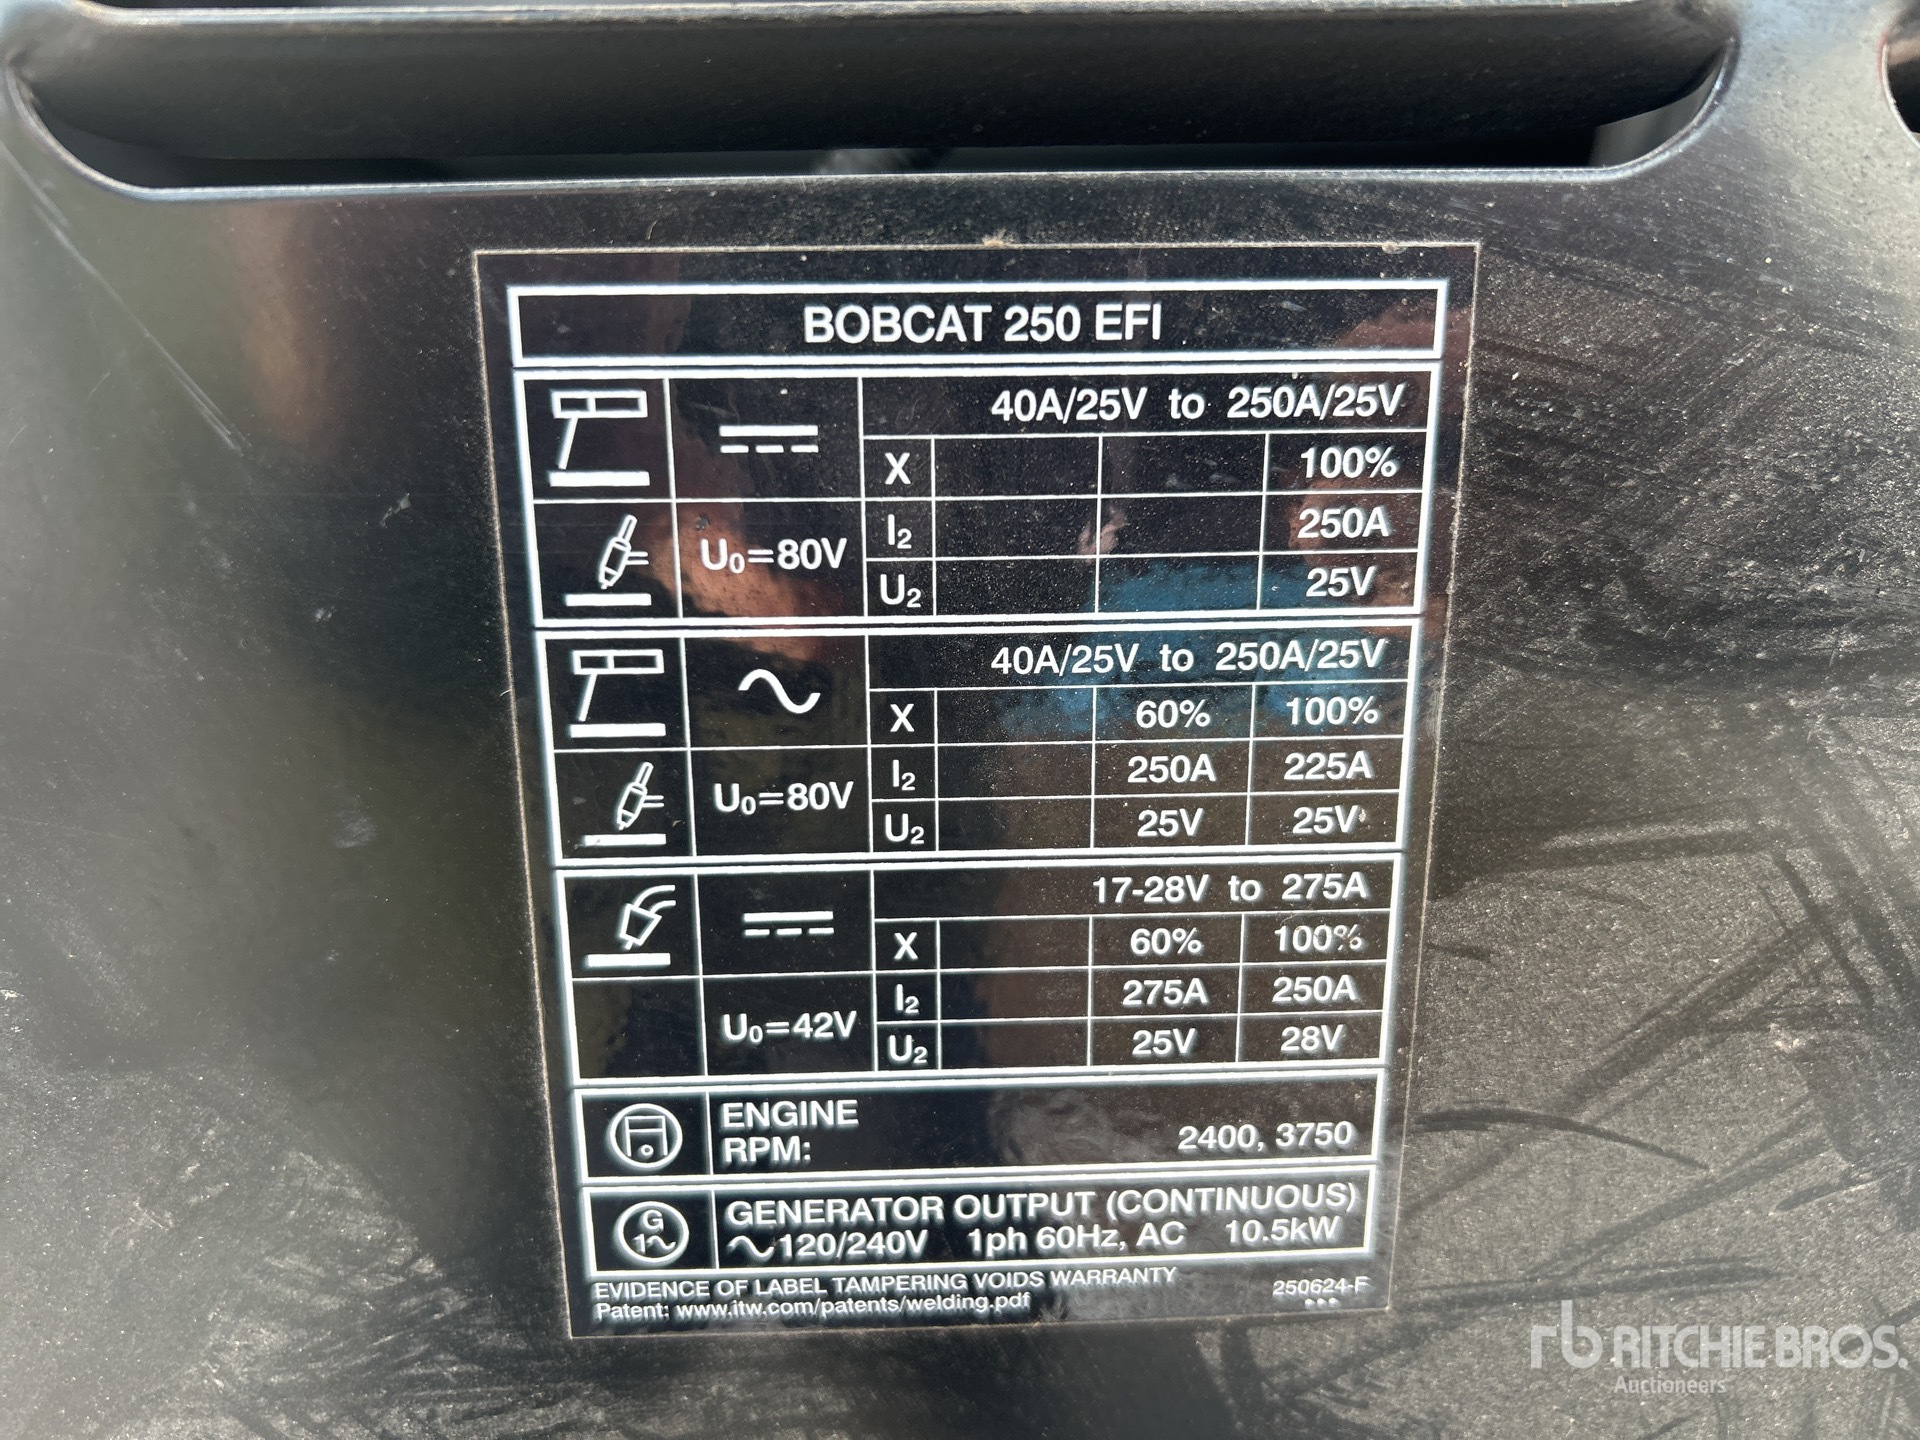 BOBCAT 250 EFI
40A/25V to 250A/25V
X 100%
U0=80V I2 250A
U2 25V
40A/25V to 250A/25V
X 60% 100%
U0=80V I2 250A 225A
U2 25V 25V
17-28V to 275A
X 60% 100%
I2 275A 250A
U0=42V
U2 25V 28V
ENGINE
RPM: 2400, 3750
G
1~
GENERATOR OUTPUT (CONTINUOUS)
~120/240V 1ph 60Hz, AC 10.5kW
EVIDENCE OF LABEL TAMPERING VOIDS WARRANTY
Patent: www.itw.com/patents/welding.pdf
250624-F
rb RITCHIE BROS.
Auctioneers